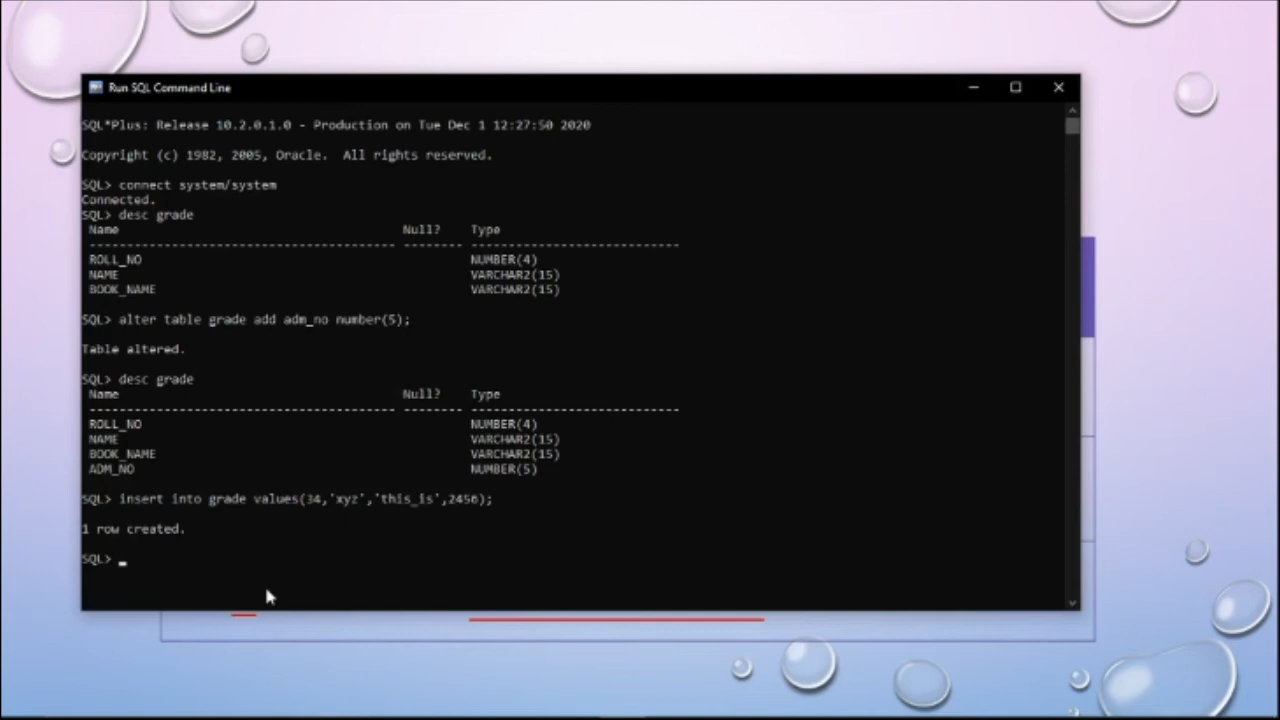 Run SQL Command Line
SQL*Plus: Release 10.2.0.1.0 - Production on Tue Dec 1 12:27:50 2020
Copyright (c) 1982, 2005, Oracle.  All rights reserved.
SQL> connect system/system
Connected.
SQL> desc grade
Name Null? Type
----------------------------------------- -------- ----------------------------
ROLL_NO NUMBER(4)
NAME VARCHAR2(15)
BOOK_NAME VARCHAR2(15)
SQL> alter table grade add adm_no number(5);
Table altered.
SQL> desc grade
Name Null? Type
----------------------------------------- -------- ----------------------------
ROLL_NO NUMBER(4)
NAME VARCHAR2(15)
BOOK_NAME VARCHAR2(15)
ADM_NO NUMBER(5)
SQL> insert into grade values(34,'xyz','this_is',2456);
1 row created.
SQL>